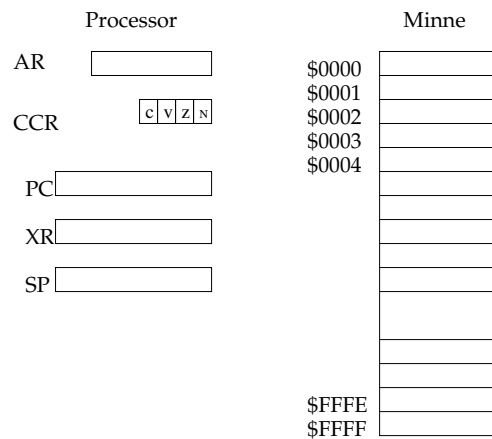 Processor
AR
CCR
c v z N
PC
XR
SP
Minne
$0000
$0001
$0002
$0003
$0004
$FFFE
$FFFF